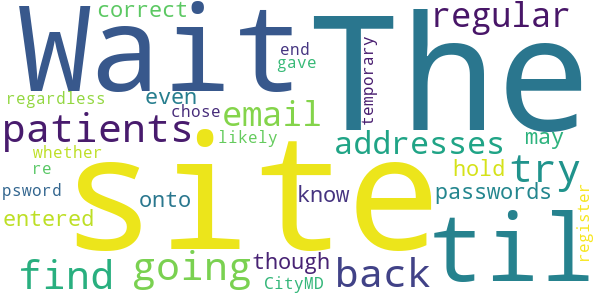 correct
Wait The regular
end
gave
temporary
regardless even chose
patients email
likely addresses may
whether
re
site hold try
psword onto know passwords
entered til
register
find going though back
CityMD